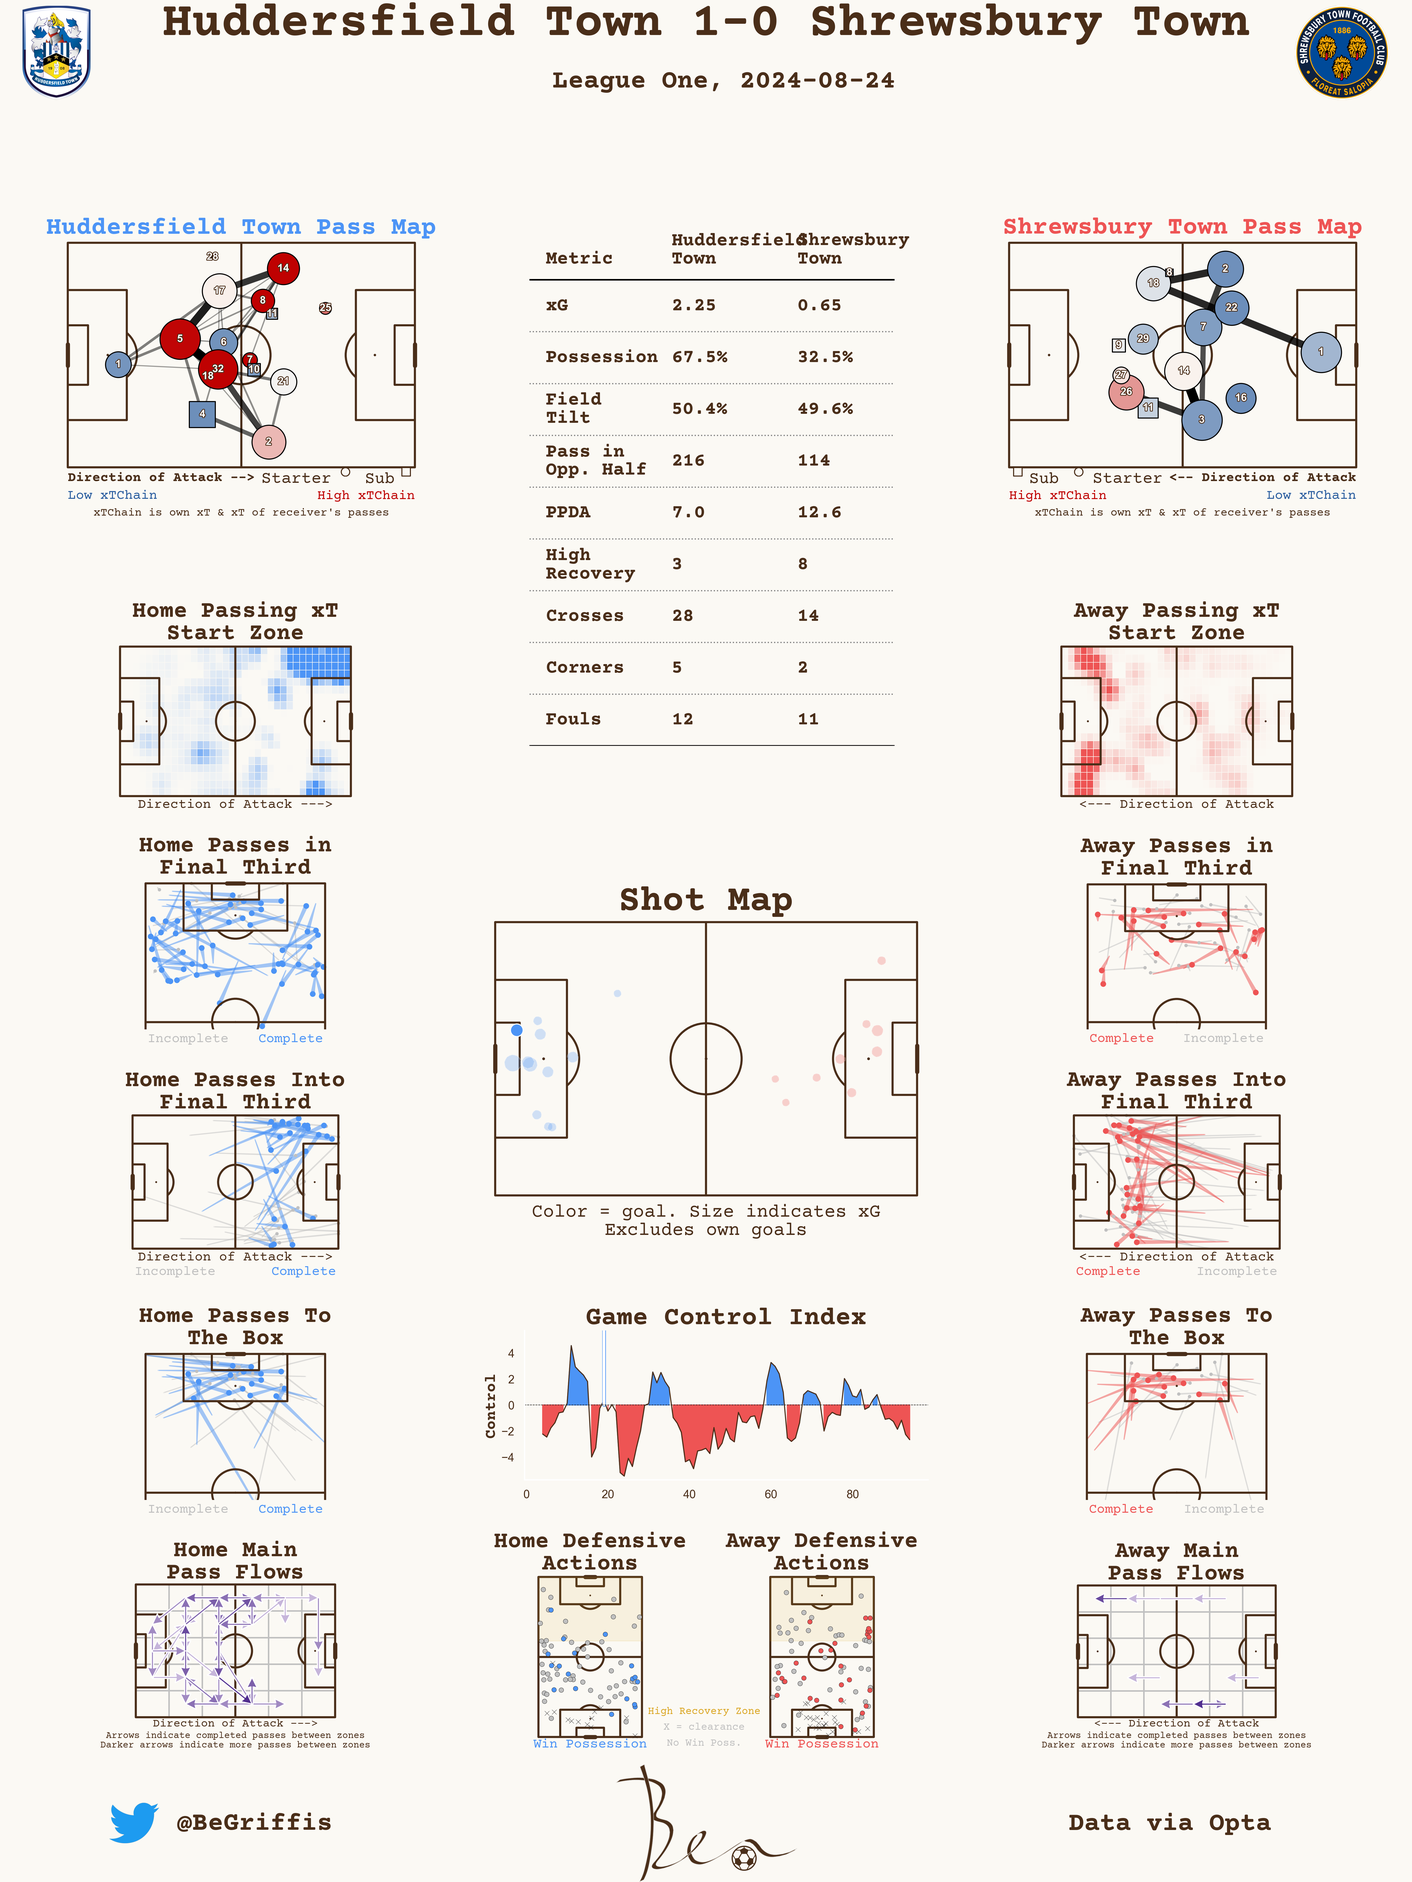 Huddersfield Town 1-0 Shrewsbury Town
League One, 2024-08-24
HUDDERSFIELD TOWN
SHREWSBURY TOWN FOOTBALL CLUB
1886
FLOREAT SALOPIA
Huddersfield Town Pass Map
28
14
17
8
11
25
5
6
1
7
32
18
10
21
4
2
Direction of Attack --> Starter Sub
Low xTChain High xTChain
xTChain is own xT & xT of receiver's passes
Metric Huddersfield Town Shrewsbury Town
xG 2.25 0.65
Possession 67.5% 32.5%
Field Tilt 50.4% 49.6%
Pass in Opp. Half 216 114
PPDA 7.0 12.6
High Recovery 3 8
Crosses 28 14
Corners 5 2
Fouls 12 11
Shrewsbury Town Pass Map
8
2
18
22
7
29
9
1
14
27
26
11
16
3
Sub Starter <-- Direction of Attack
High xTChain Low xTChain
xTChain is own xT & xT of receiver's passes
Home Passing xT
Start Zone
Direction of Attack --->
Away Passing xT
Start Zone
<--- Direction of Attack
Home Passes in
Final Third
Incomplete Complete
Away Passes in
Final Third
Complete Incomplete
Shot Map
Color = goal. Size indicates xG
Excludes own goals
Home Passes Into
Final Third
Direction of Attack --->
Incomplete Complete
Away Passes Into
Final Third
<--- Direction of Attack
Complete Incomplete
Home Passes To
The Box
Incomplete Complete
Game Control Index
Control
4
2
0
−2
−4
0 20 40 60 80
Away Passes To
The Box
Complete Incomplete
Home Main
Pass Flows
Direction of Attack --->
Arrows indicate completed passes between zones
Darker arrows indicate more passes between zones
Home Defensive
Actions
Win Possession
High Recovery Zone
X = clearance
No Win Poss.
Away Defensive
Actions
Win Possession
Away Main
Pass Flows
<--- Direction of Attack
Arrows indicate completed passes between zones
Darker arrows indicate more passes between zones
@BeGriffis
Ben
Data via Opta